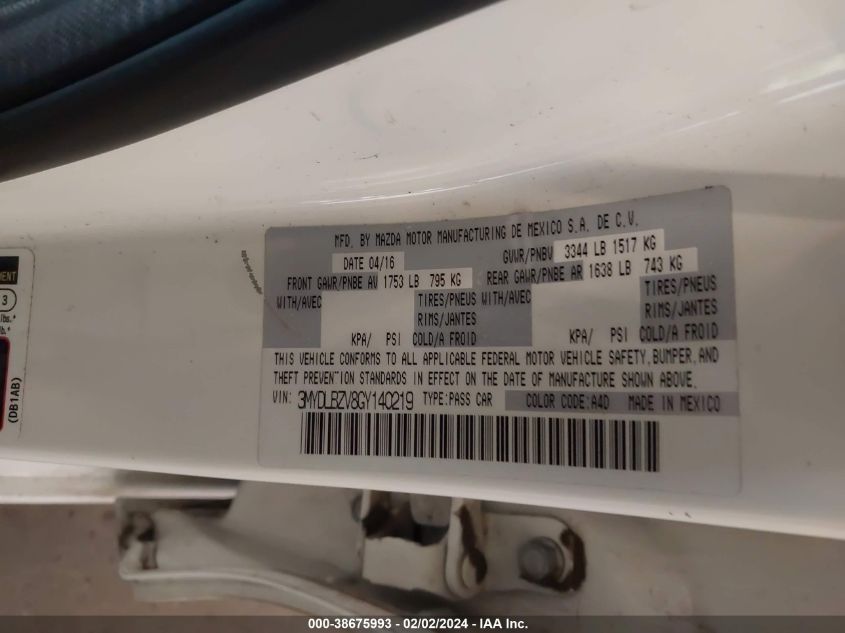 MFD. BY MAZDA MOTOR MANUFACTURING DE MEXICO S.A. DE C.V.
DATE 04/16 GVWR/PNBV 3344 LB 1517 KG
FRONT GAWR/PNBE AV 1753 LB 795 KG REAR GAWR/PNBE AR 1638 LB 743 KG
WITH/AVEC TIRES/PNEUS WITH/AVEC TIRES/PNEUS
RIMS/JANTES RIMS/JANTES
KPA/ PSI COLD/A FROID KPA/ PSI COLD/A FROID
THIS VEHICLE CONFORMS TO ALL APPLICABLE FEDERAL MOTOR VEHICLE SAFETY, BUMPER, AND
THEFT PREVENTION STANDARDS IN EFFECT ON THE DATE OF MANUFACTURE SHOWN ABOVE.
VIN: 3MYDLBZV8GY140219 TYPE:PASS CAR COLOR CODE:A4D MADE IN MEXICO
MENT
3
lbs.*
lb.*
(DB1AB)
00 - 38675993 - 02/02/2024 - IAA Inc.